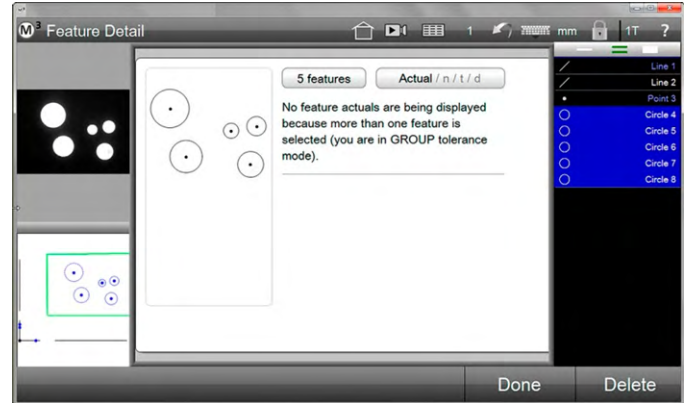 M³ Feature Detail
1
mm
1T
?
5 features
Actual / n / t / d
No feature actuals are being displayed
because more than one feature is
selected (you are in GROUP tolerance
mode).
Line 1
Line 2
Point 3
Circle 4
Circle 5
Circle 6
Circle 7
Circle 8
Done
Delete